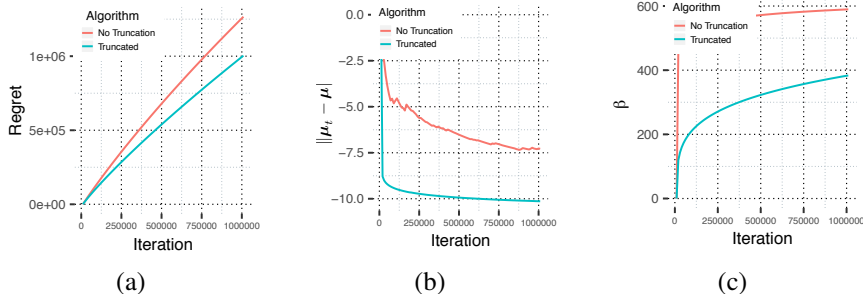 Algorithm
No Truncation
Truncated
1e+06
5e+05
0e+00
Regret
0 250000 500000 750000 1000000
Iteration
(a)
Algorithm
No Truncation
Truncated
0.0
−2.5
−5.0
−7.5
−10.0
‖μt − μ|
0 250000 500000 750000 1000000
Iteration
(b)
Algorithm
No Truncation
Truncated
600
400
200
0
β
0 250000 500000 750000 1000000
Iteration
(c)